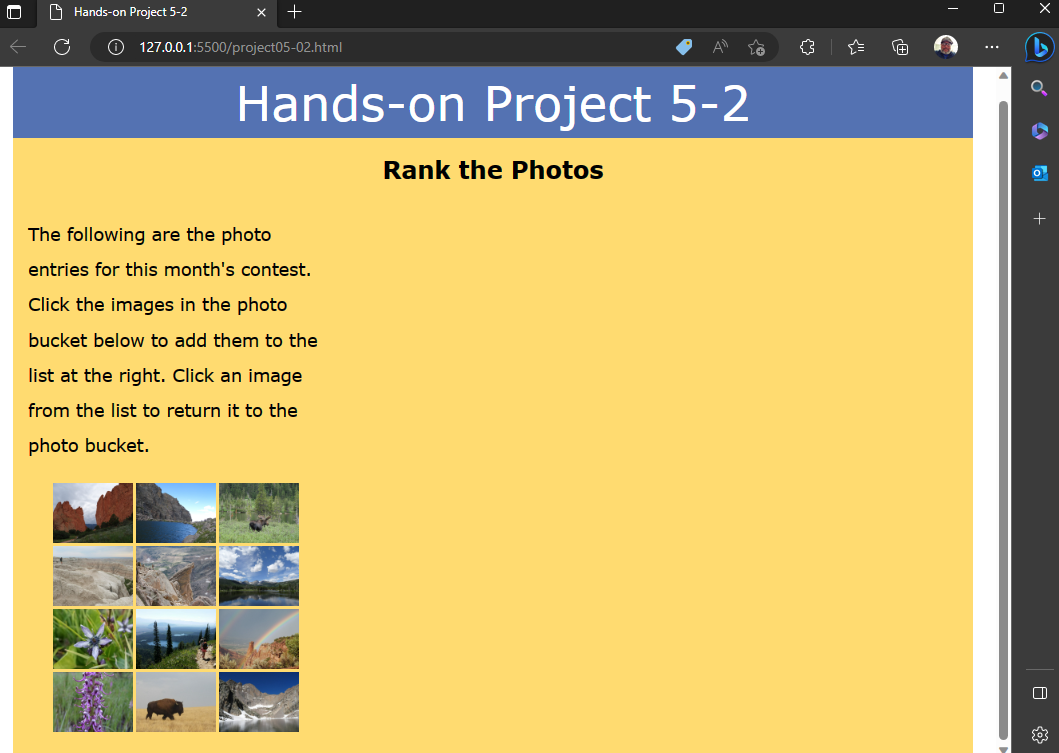 Hands-on Project 5-2
127.0.0.1:5500/project05-02.html
Hands-on Project 5-2
Rank the Photos
The following are the photo
entries for this month's contest.
Click the images in the photo
bucket below to add them to the
list at the right. Click an image
from the list to return it to the
photo bucket.